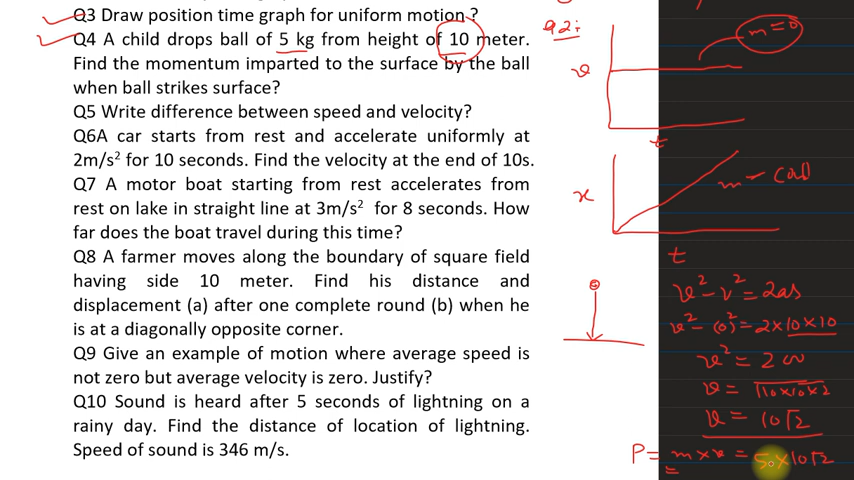 Q3 Draw position time graph for uniform motion ?
Q4 A child drops ball of 5 kg from height of 10 meter.
Find the momentum imparted to the surface by the ball
when ball strikes surface?
Q5 Write difference between speed and velocity?
Q6A car starts from rest and accelerate uniformly at
2m/s² for 10 seconds. Find the velocity at the end of 10s.
Q7 A motor boat starting from rest accelerates from
rest on lake in straight line at 3m/s² for 8 seconds. How
far does the boat travel during this time?
Q8 A farmer moves along the boundary of square field
having side 10 meter. Find his distance and
displacement (a) after one complete round (b) when he
is at a diagonally opposite corner.
Q9 Give an example of motion where average speed is
not zero but average velocity is zero. Justify?
Q10 Sound is heard after 5 seconds of lightning on a
rainy day. Find the distance of location of lightning.
Speed of sound is 346 m/s.
m=0
v
t
x
t
v² - v² = 2as
v² - (0)² = 2×10×10
v² = 200
v = √10×10×2
v = 10√2
P = m×v = 5×10√2